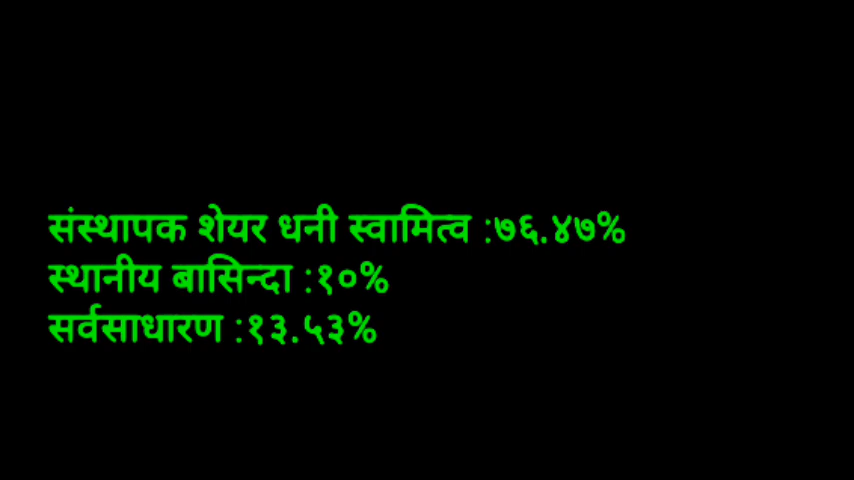 संस्थापक शेयर धनी स्वामित्व :७६.४७%
स्थानीय बासिन्दा :१०%
सर्वसाधारण :१३.५३%